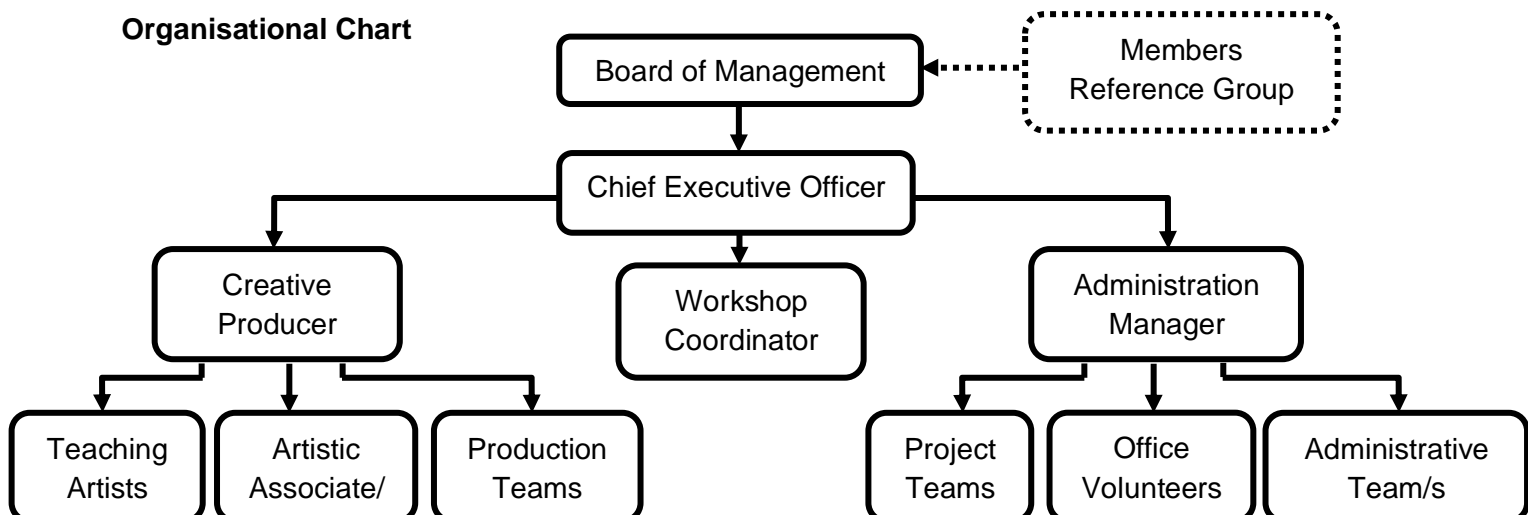 Organisational Chart
Board of Management
Members
Reference Group
Chief Executive Officer
Creative
Producer
Workshop
Coordinator
Administration
Manager
Teaching
Artists
Artistic
Associate/
Production
Teams
Project
Teams
Office
Volunteers
Administrative
Team/s